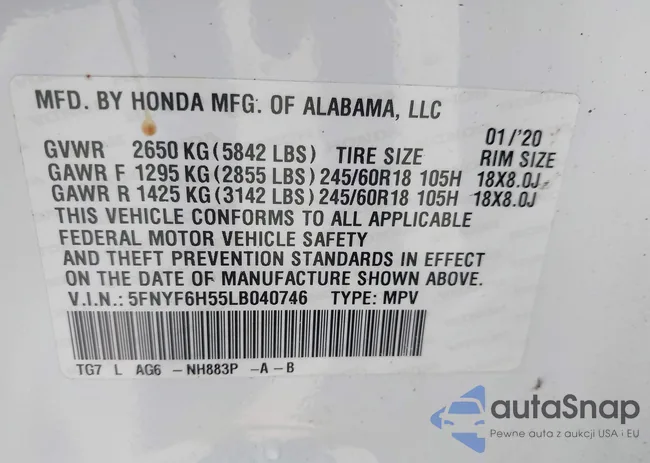 MFD. BY HONDA MFG. OF ALABAMA, LLC
01/'20
GVWR 2650 KG (5842 LBS) TIRE SIZE RIM SIZE
GAWR F 1295 KG (2855 LBS) 245/60R18 105H 18X8.0J
GAWR R 1425 KG (3142 LBS) 245/60R18 105H 18X8.0J
THIS VEHICLE CONFORMS TO ALL APPLICABLE
FEDERAL MOTOR VEHICLE SAFETY
AND THEFT PREVENTION STANDARDS IN EFFECT
ON THE DATE OF MANUFACTURE SHOWN ABOVE.
V.I.N.: 5FNYF6H55LB040746 TYPE: MPV
TG7 L AG6 -NH883P -A-B
autaSnap
Pewne auta z aukcji USA i EU